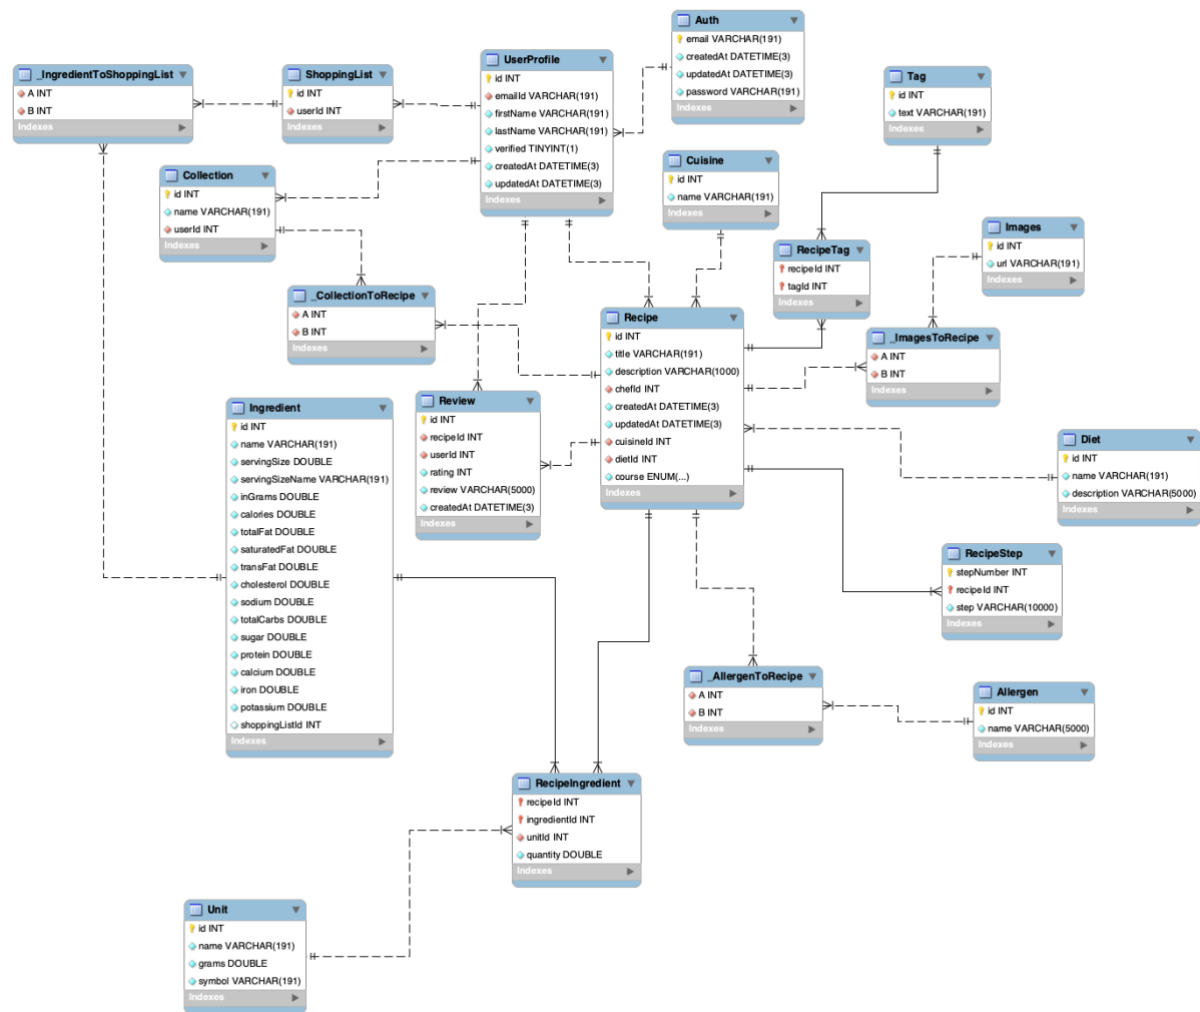 Auth
email VARCHAR(191)
createdAt DATETIME(3)
updatedAt DATETIME(3)
password VARCHAR(191)
Indexes
UserProfile
id INT
emailId VARCHAR(191)
firstName VARCHAR(191)
lastName VARCHAR(191)
verified TINYINT(1)
createdAt DATETIME(3)
updatedAt DATETIME(3)
Indexes
_IngredientToShoppingList
A INT
B INT
Indexes
ShoppingList
id INT
userId INT
Indexes
Tag
id INT
text VARCHAR(191)
Indexes
Collection
id INT
name VARCHAR(191)
userId INT
Indexes
Cuisine
id INT
name VARCHAR(191)
Indexes
Images
id INT
url VARCHAR(191)
Indexes
RecipeTag
recipeId INT
tagId INT
Indexes
_CollectionToRecipe
A INT
B INT
Indexes
Recipe
id INT
title VARCHAR(191)
description VARCHAR(1000)
chefId INT
createdAt DATETIME(3)
updatedAt DATETIME(3)
cuisineId INT
dietId INT
course ENUM(...)
Indexes
_ImagesToRecipe
A INT
B INT
Indexes
Ingredient
id INT
name VARCHAR(191)
servingSize DOUBLE
servingSizeName VARCHAR(191)
inGrams DOUBLE
calories DOUBLE
totalFat DOUBLE
saturatedFat DOUBLE
transFat DOUBLE
cholesterol DOUBLE
sodium DOUBLE
totalCarbs DOUBLE
sugar DOUBLE
protein DOUBLE
calcium DOUBLE
iron DOUBLE
potassium DOUBLE
shoppingListId INT
Indexes
Review
id INT
recipeId INT
userId INT
rating INT
review VARCHAR(5000)
createdAt DATETIME(3)
Indexes
Diet
id INT
name VARCHAR(191)
description VARCHAR(5000)
Indexes
RecipeStep
stepNumber INT
recipeId INT
step VARCHAR(10000)
Indexes
_AllergenToRecipe
A INT
B INT
Indexes
Allergen
id INT
name VARCHAR(5000)
Indexes
RecipeIngredient
recipeId INT
ingredientId INT
unitId INT
quantity DOUBLE
Indexes
Unit
id INT
name VARCHAR(191)
grams DOUBLE
symbol VARCHAR(191)
Indexes